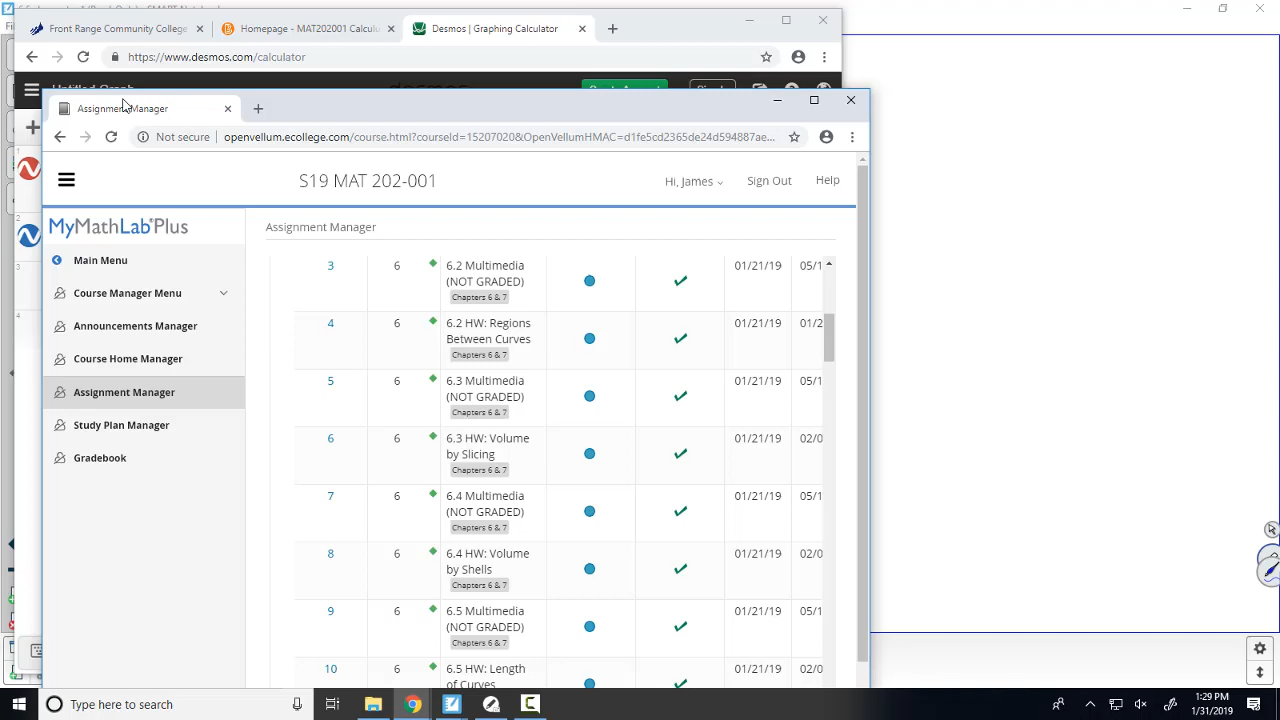 Front Range Community College
Homepage - MAT202001 Calcul
Desmos | Graphing Calculator
https://www.desmos.com/calculator
Assignment Manager
Not secure
openvellum.ecollege.com/course.html?courseId=15207020&OpenVellumHMAC=d1fe5cd2365de24d594887ae...
S19 MAT 202-001
Hi, James
Sign Out
Help
MyMathLab®Plus
Assignment Manager
Main Menu
Course Manager Menu
Announcements Manager
Course Home Manager
Assignment Manager
Study Plan Manager
Gradebook
3 6 6.2 Multimedia 01/21/19 05/1
(NOT GRADED)
Chapters 6 & 7
4 6 6.2 HW: Regions 01/21/19 01/2
Between Curves
Chapters 6 & 7
5 6 6.3 Multimedia 01/21/19 05/1
(NOT GRADED)
Chapters 6 & 7
6 6 6.3 HW: Volume 01/21/19 02/0
by Slicing
Chapters 6 & 7
7 6 6.4 Multimedia 01/21/19 05/1
(NOT GRADED)
Chapters 6 & 7
8 6 6.4 HW: Volume 01/21/19 02/0
by Shells
Chapters 6 & 7
9 6 6.5 Multimedia 01/21/19 05/1
(NOT GRADED)
Chapters 6 & 7
10 6 6.5 HW: Length 01/21/19 02/0
of Curves
1
2
3
4
Type here to search
1:29 PM
1/31/2019